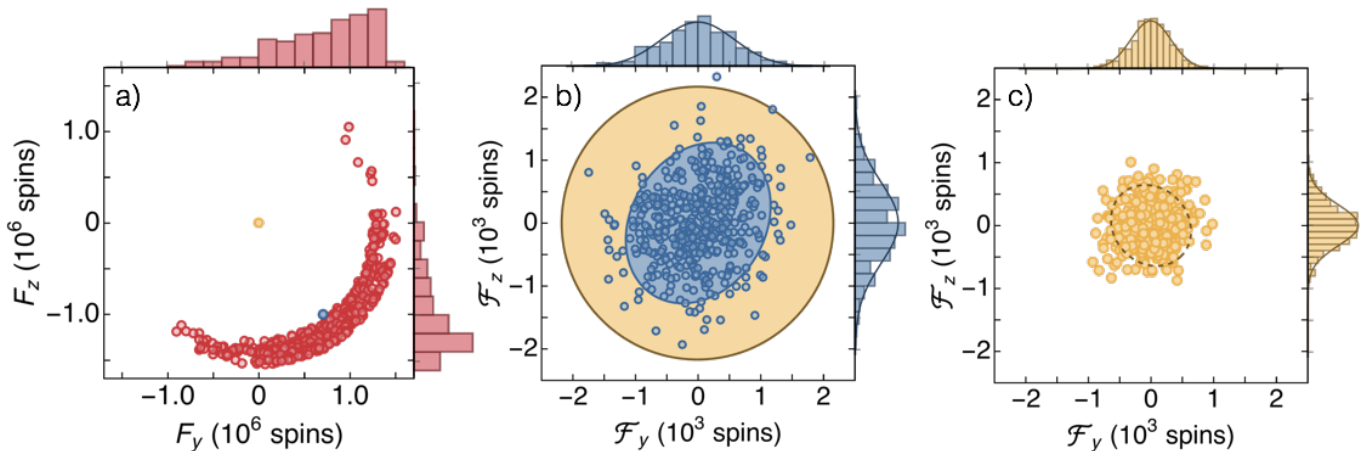 a)
1.0
0
−1.0
F_z (10^6 spins)
−1.0 0 1.0
F_y (10^6 spins)
b)
2
1
0
−1
−2
ℱ_z (10^3 spins)
−2 −1 0 1 2
ℱ_y (10^3 spins)
c)
2
1
0
−1
−2
ℱ_z (10^3 spins)
−2 −1 0 1 2
ℱ_y (10^3 spins)